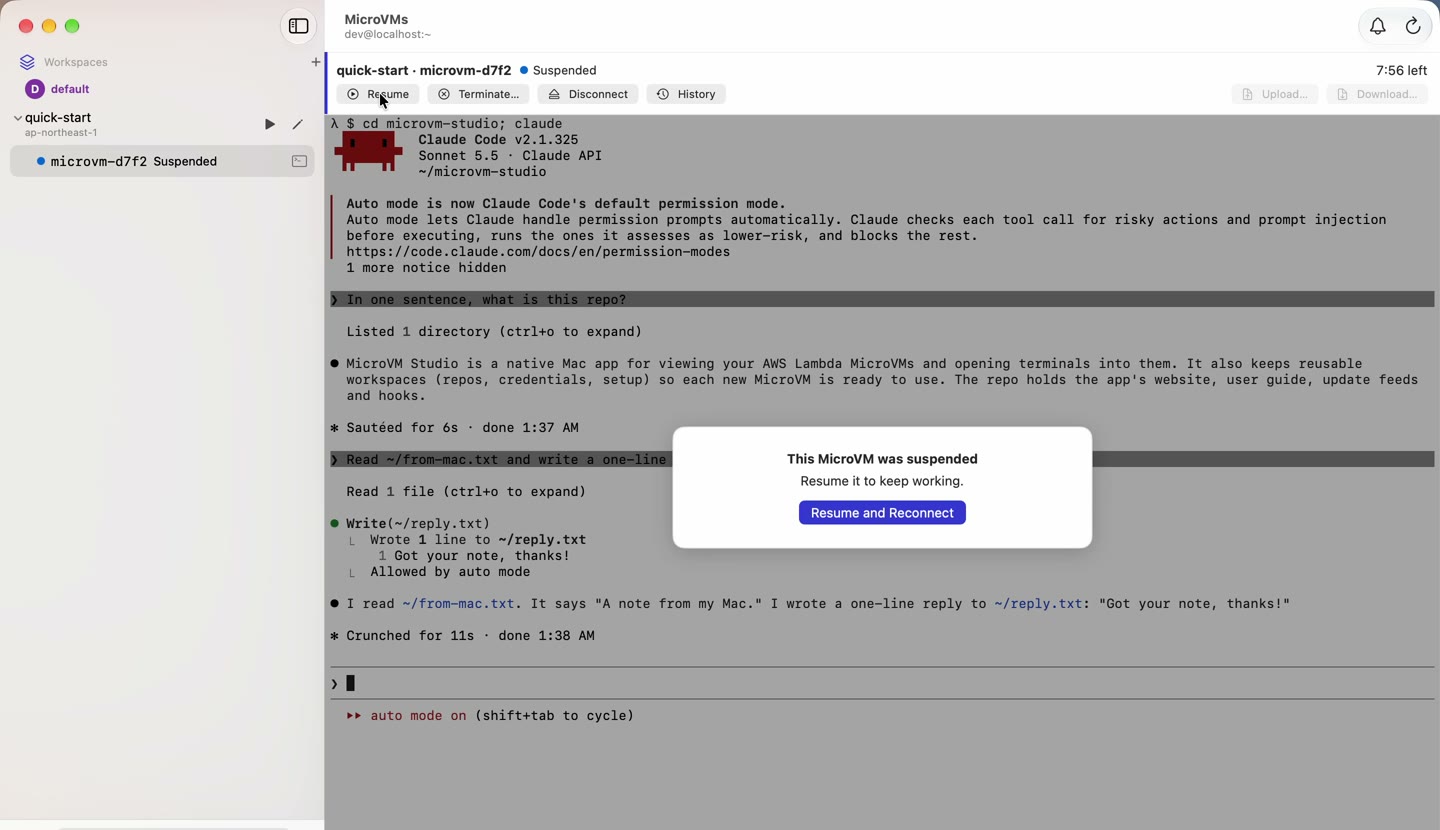 MicroVMs
dev@localhost:~
Workspaces
+
D default
quick-start
ap-northeast-1
microvm-d7f2 Suspended
quick-start · microvm-d7f2 Suspended
7:56 left
Resume
Terminate...
Disconnect
History
Upload...
Download...
λ $ cd microvm-studio; claude
Claude Code v2.1.325
Sonnet 5.5 · Claude API
~/microvm-studio
Auto mode is now Claude Code's default permission mode.
Auto mode lets Claude handle permission prompts automatically. Claude checks each tool call for risky actions and prompt injection
before executing, runs the ones it assesses as lower-risk, and blocks the rest.
https://code.claude.com/docs/en/permission-modes
1 more notice hidden
❯ In one sentence, what is this repo?
Listed 1 directory (ctrl+o to expand)
● MicroVM Studio is a native Mac app for viewing your AWS Lambda MicroVMs and opening terminals into them. It also keeps reusable
workspaces (repos, credentials, setup) so each new MicroVM is ready to use. The repo holds the app's website, user guide, update feeds
and hooks.
✻ Sautéed for 6s · done 1:37 AM
❯ Read ~/from-mac.txt and write a one-line
Read 1 file (ctrl+o to expand)
● Write(~/reply.txt)
⎿ Wrote 1 line to ~/reply.txt
1 Got your note, thanks!
⎿ Allowed by auto mode
● I read ~/from-mac.txt. It says "A note from my Mac." I wrote a one-line reply to ~/reply.txt: "Got your note, thanks!"
✻ Crunched for 11s · done 1:38 AM
❯
⏵⏵ auto mode on (shift+tab to cycle)
This MicroVM was suspended
Resume it to keep working.
Resume and Reconnect